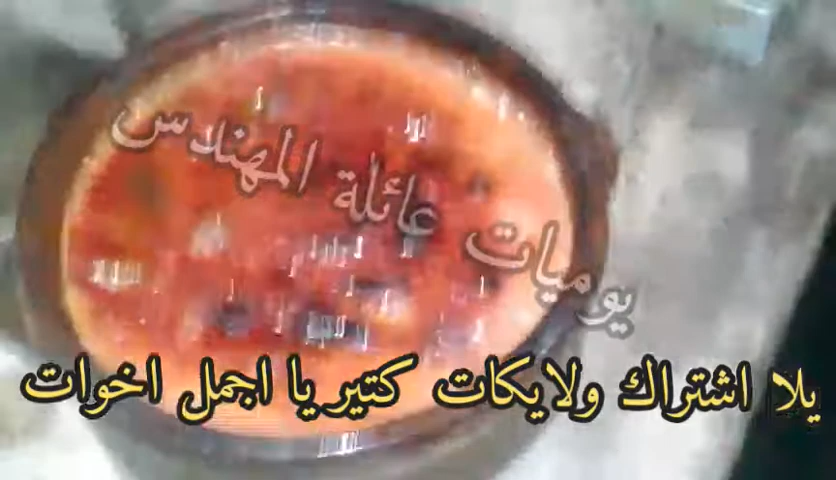 يوميات عائلة المهندس
يلا اشتراك ولايكات كتير يا اجمل اخوات